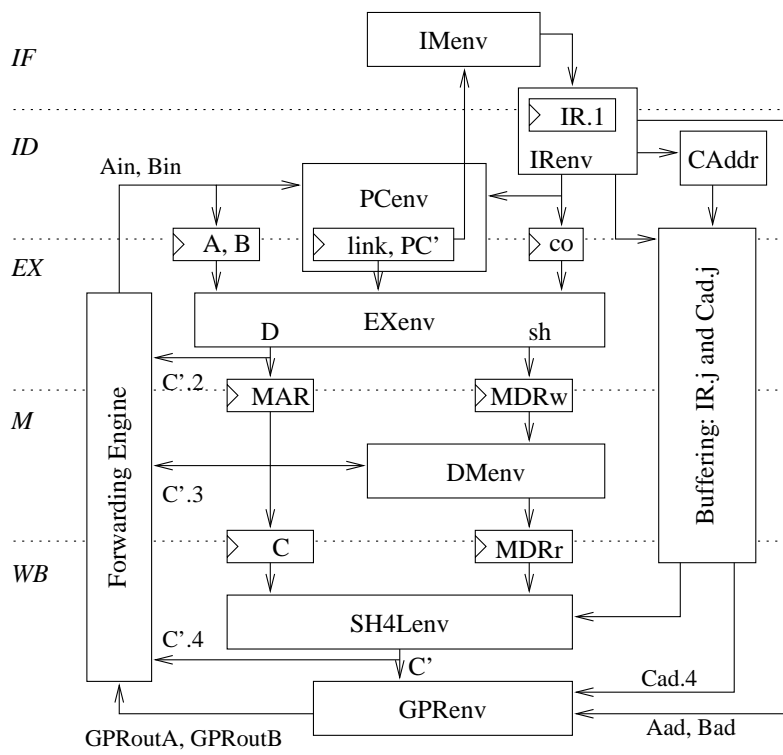 IMenv
IF
IR.1
ID
IRenv
CAddr
Ain, Bin
PCenv
A, B
link, PC'
co
EX
EXenv
D
sh
C'.2
MAR
MDRw
M
Forwarding Engine
Buffering: IR.j and Cad.j
DMenv
C'.3
C
MDRr
WB
SH4Lenv
C'.4
C'
Cad.4
GPRenv
Aad, Bad
GPRoutA, GPRoutB